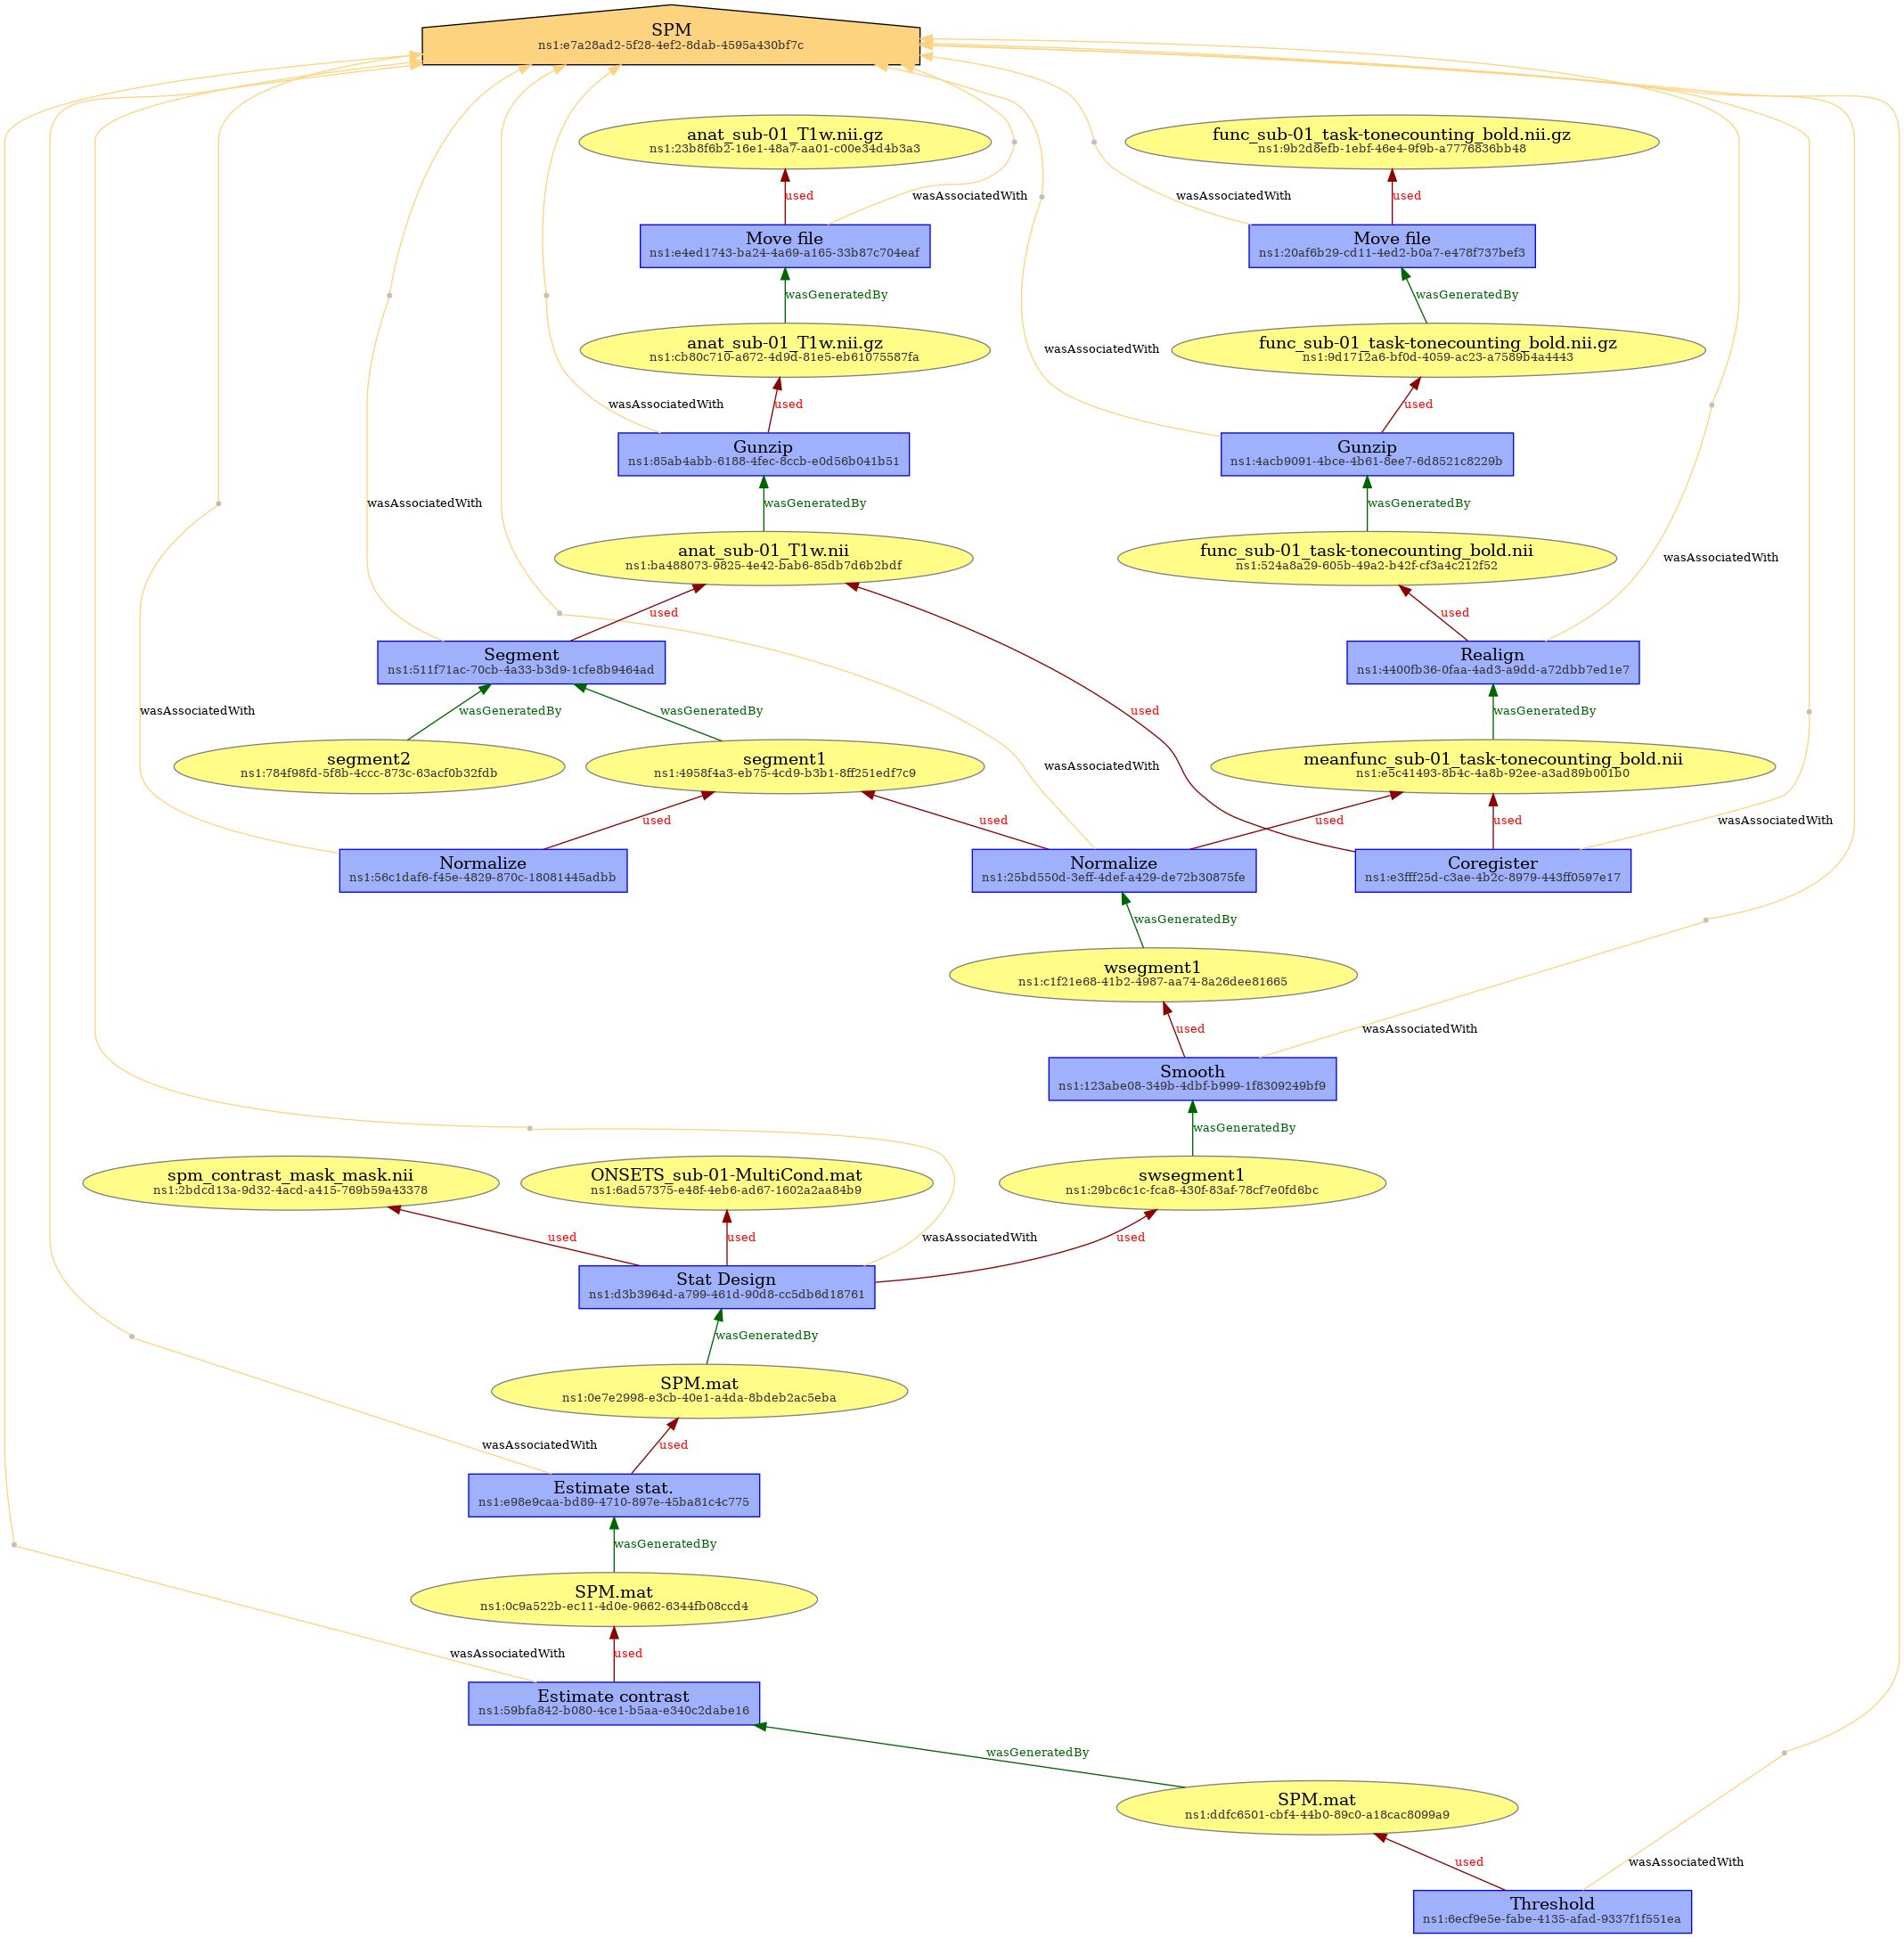 SPM
ns1:e7a28ad2-5f28-4ef2-8dab-4595a430bf7c
anat_sub-01_T1w.nii.gz
ns1:23b8f6b2-16e1-48a7-aa01-c00e34d4b3a3
func_sub-01_task-tonecounting_bold.nii.gz
ns1:9b2d8efb-1ebf-46e4-9f9b-a7776836bb48
used
wasAssociatedWith
wasAssociatedWith
used
Move file
ns1:e4ed1743-ba24-4a69-a165-33b87c704eaf
Move file
ns1:20af6b29-cd11-4ed2-b0a7-e478f737bef3
wasGeneratedBy
wasGeneratedBy
anat_sub-01_T1w.nii.gz
ns1:cb80c710-a672-4d9d-81e5-eb61075587fa
func_sub-01_task-tonecounting_bold.nii.gz
ns1:9d1712a6-bf0d-4059-ac23-a7589b4a4443
wasAssociatedWith
used
wasAssociatedWith
used
Gunzip
ns1:85ab4abb-6188-4fec-8ccb-e0d56b041b51
Gunzip
ns1:4acb9091-4bce-4b61-8ee7-6d8521c8229b
wasAssociatedWith
wasGeneratedBy
wasGeneratedBy
anat_sub-01_T1w.nii
ns1:ba488073-9825-4e42-bab6-85db7d6b2bdf
func_sub-01_task-tonecounting_bold.nii
ns1:524a8a29-605b-49a2-b42f-cf3a4c212f52
wasAssociatedWith
used
used
Segment
ns1:511f71ac-70cb-4a33-b3d9-1cfe8b9464ad
Realign
ns1:4400fb36-0faa-4ad3-a9dd-a72dbb7ed1e7
wasAssociatedWith
wasGeneratedBy
wasGeneratedBy
used
wasGeneratedBy
segment2
ns1:784f98fd-5f8b-4ccc-873c-63acf0b32fdb
segment1
ns1:4958f4a3-eb75-4cd9-b3b1-8ff251edf7c9
wasAssociatedWith
meanfunc_sub-01_task-tonecounting_bold.nii
ns1:e5c41493-8b4c-4a8b-92ee-a3ad89b001b0
used
used
used
used
wasAssociatedWith
Normalize
ns1:56c1daf6-f45e-4829-870c-18081445adbb
Normalize
ns1:25bd550d-3eff-4def-a429-de72b30875fe
Coregister
ns1:e3fff25d-c3ae-4b2c-8979-443ff0597e17
wasGeneratedBy
wsegment1
ns1:c1f21e68-41b2-4987-aa74-8a26dee81665
used
wasAssociatedWith
Smooth
ns1:123abe08-349b-4dbf-b999-1f8309249bf9
wasGeneratedBy
spm_contrast_mask_mask.nii
ns1:2bdcd13a-9d32-4acd-a415-769b59a43378
ONSETS_sub-01-MultiCond.mat
ns1:6ad57375-e48f-4eb6-ad67-1602a2aa84b9
swsegment1
ns1:29bc6c1c-fca8-430f-83af-78cf7e0fd6bc
used
used
wasAssociatedWith
used
Stat Design
ns1:d3b3964d-a799-461d-90d8-cc5db6d18761
wasGeneratedBy
SPM.mat
ns1:0e7e2998-e3cb-40e1-a4da-8bdeb2ac5eba
wasAssociatedWith
used
Estimate stat.
ns1:e98e9caa-bd89-4710-897e-45ba81c4c775
wasGeneratedBy
SPM.mat
ns1:0c9a522b-ec11-4d0e-9662-6344fb08ccd4
wasAssociatedWith
used
Estimate contrast
ns1:59bfa842-b080-4ce1-b5aa-e340c2dabe16
wasGeneratedBy
SPM.mat
ns1:ddfc6501-cbf4-44b0-89c0-a18cac8099a9
used
wasAssociatedWith
Threshold
ns1:6ecf9e5e-fabe-4135-afad-9337f1f551ea